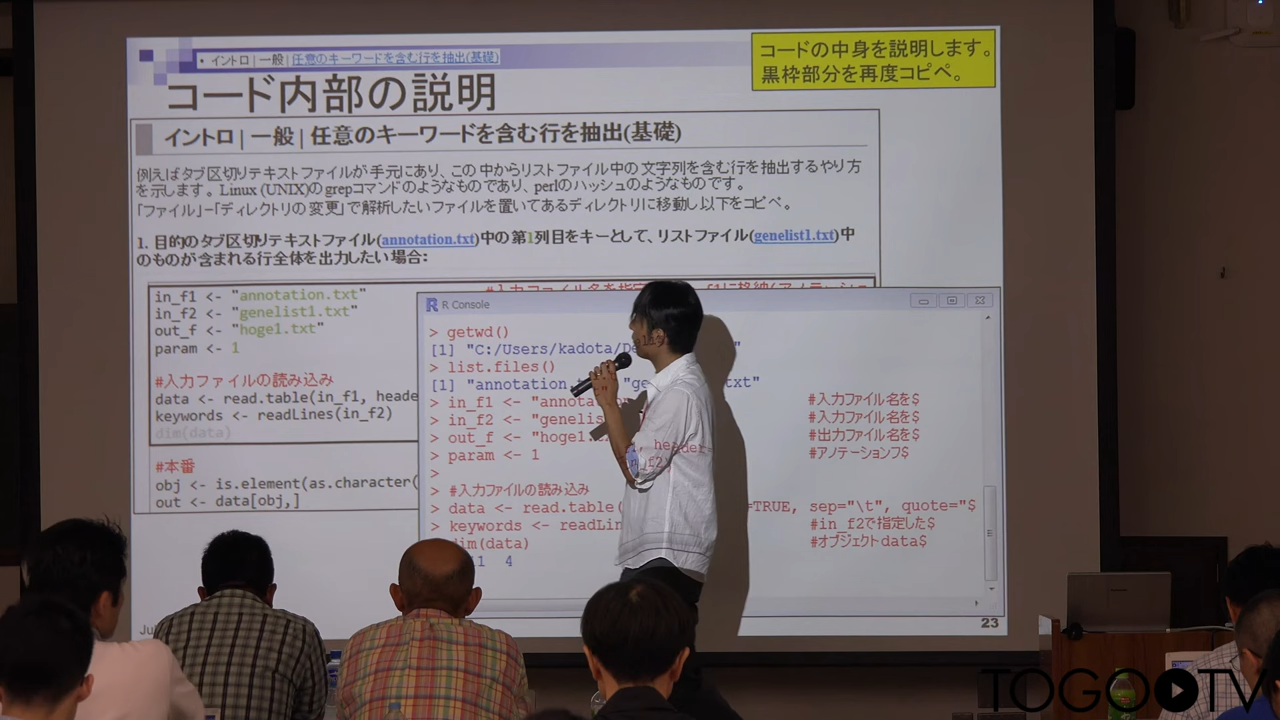 • イントロ | 一般 | 任意のキーワードを含む行を抽出(基礎)
コードの中身を説明します。
黒枠部分を再度コピペ。
コード内部の説明
イントロ | 一般 | 任意のキーワードを含む行を抽出(基礎)
例えばタブ区切りテキストファイルが手元にあり、この中からリストファイル中の文字列を含む行を抽出するやり方
を示します。Linux (UNIX)のgrepコマンドのようなものであり、perlのハッシュのようなものです。
「ファイル」－「ディレクトリの変更」で解析したいファイルを置いてあるディレクトリに移動し以下をコピペ。
1. 目的のタブ区切りテキストファイル(annotation.txt)中の第1列目をキーとして、リストファイル(genelist1.txt)中
のものが含まれる行全体を出力したい場合:
in_f1 <- "annotation.txt"
in_f2 <- "genelist1.txt"
out_f <- "hoge1.txt"
param <- 1
#入力ファイルの読み込み
data <- read.table(in_f1, heade
keywords <- readLines(in_f2)
dim(data)
#本番
obj <- is.element(as.character(
out <- data[obj,]
R Console
> getwd()
[1] "C:/Users/kadota/De
> list.files()
[1] "annotation "ge txt"
> in_f1 <- "annota #入力ファイル名を$
> in_f2 <- "genelis #入力ファイル名を$
> out_f <- "hoge1. #出力ファイル名を$
> param <- 1 #アノテーションフ$
>
> #入力ファイルの読み込み
> data <- read.table( =TRUE, sep="\t", quote="$
> keywords <- readLin #in_f2で指定した$
dim(data) #オブジェクトdata$
11 4
23
TOGO TV